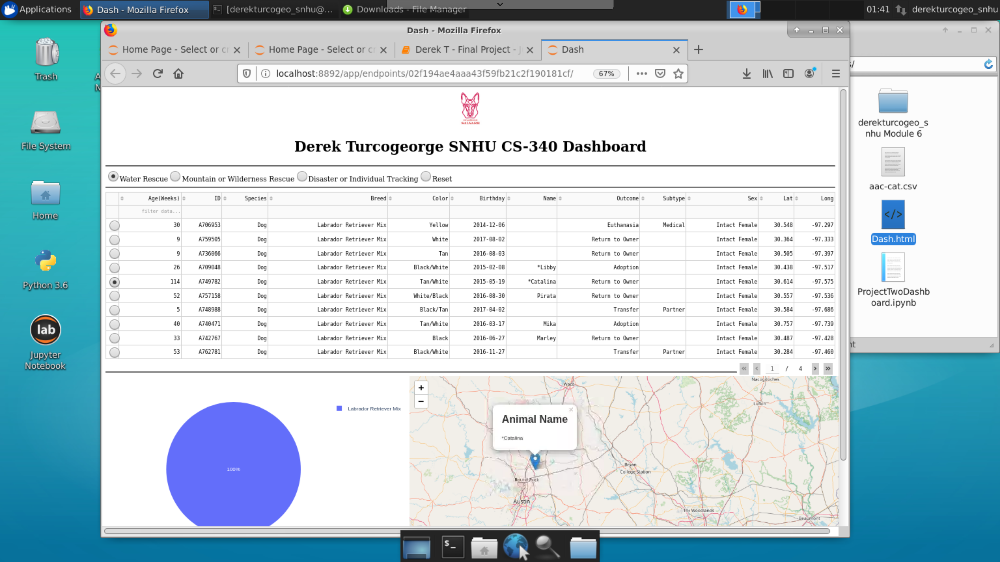 Applications
Dash - Mozilla Firefox
[derekturcogeo_snhu@...
Downloads - File Manager
01:41
derekturcogeo_snhu
Dash - Mozilla Firefox
Home Page - Select or cr
Home Page - Select or cr
Derek T - Final Project - J
Dash
localhost:8892/app/endpoints/02f194ae4aaa43f59fb21c2f190181cf/
67%
s/
Trash
A
N
File System
Home
Python 3.6
lab
Jupyter
Notebook
SALVARE
Derek Turcogeorge SNHU CS-340 Dashboard
Water Rescue Mountain or Wilderness Rescue Disaster or Individual Tracking Reset
Age(Weeks) ID Species Breed Color Birthday Name Outcome Subtype Sex Lat Long
filter data...
30 A706953 Dog Labrador Retriever Mix Yellow 2014-12-06 Euthanasia Medical Intact Female 30.548 -97.297
9 A759505 Dog Labrador Retriever Mix White 2017-08-02 Return to Owner Intact Female 30.364 -97.333
9 A736066 Dog Labrador Retriever Mix Tan 2016-08-03 Return to Owner Intact Female 30.505 -97.397
26 A709048 Dog Labrador Retriever Mix Black/White 2015-02-08 *Libby Adoption Intact Female 30.438 -97.517
114 A749782 Dog Labrador Retriever Mix Tan/White 2015-05-19 *Catalina Return to Owner Intact Female 30.614 -97.575
52 A757158 Dog Labrador Retriever Mix White/Black 2016-08-30 Pirata Return to Owner Intact Female 30.557 -97.536
5 A748988 Dog Labrador Retriever Mix Black/Tan 2017-04-02 Transfer Partner Intact Female 30.584 -97.686
40 A740471 Dog Labrador Retriever Mix Tan/White 2016-03-17 Mika Adoption Intact Female 30.757 -97.739
33 A742767 Dog Labrador Retriever Mix Black 2016-06-27 Marley Return to Owner Intact Female 30.487 -97.428
53 A762781 Dog Labrador Retriever Mix Black/White 2016-11-27 Transfer Partner Intact Female 30.284 -97.460
1 / 4
Labrador Retriever Mix
100%
+
−
Animal Name
*Catalina
Waco
Nacogdoches
Lufkin
Bryan
College Station
Round Rock
Austin
The Woodlands
Beaumont
derekturcogeo_s
nhu Module 6
aac-cat.csv
</>
Dash.html
ProjectTwoDashb
oard.ipynb
nt
$_